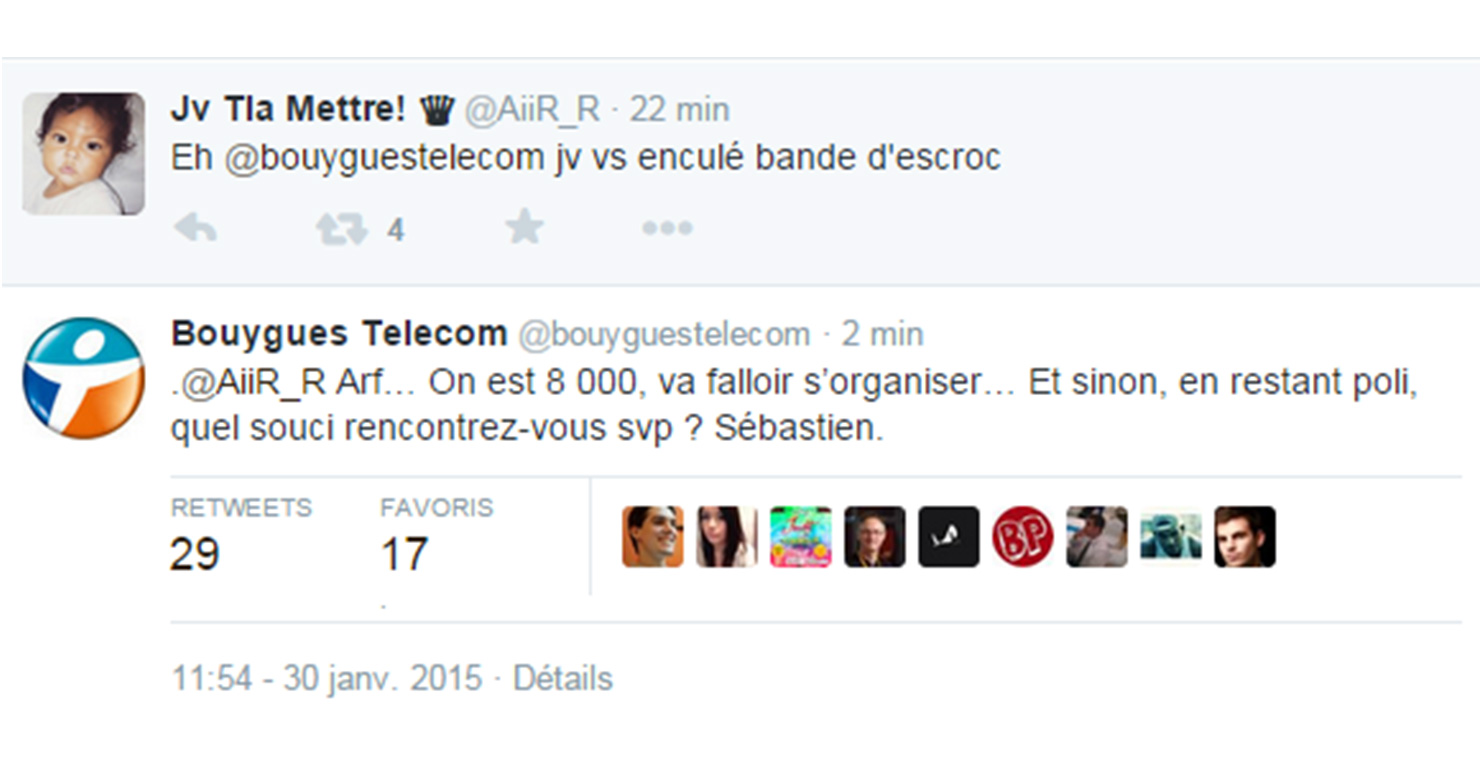 Jv Tla Mettre! @AiiR_R · 22 min
Eh @bouyguestelecom jv vs enculé bande d'escroc
4
Bouygues Telecom @bouyguestelecom · 2 min
.@AiiR_R Arf... On est 8 000, va falloir s’organiser... Et sinon, en restant poli,
quel souci rencontrez-vous svp ? Sébastien.
RETWEETS FAVORIS
29 17
BP
11:54 - 30 janv. 2015 · Détails